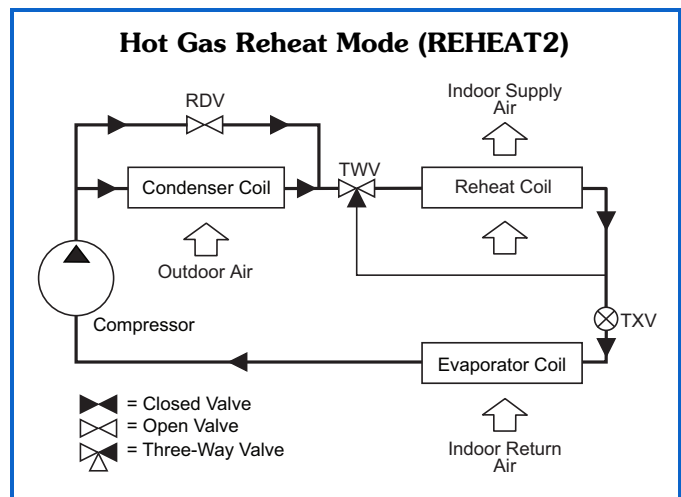 Hot Gas Reheat Mode (REHEAT2)
RDV
Indoor Supply
Air
TWV
Condenser Coil
Reheat Coil
Outdoor Air
Compressor
TXV
Evaporator Coil
= Closed Valve
= Open Valve
= Three-Way Valve
Indoor Return
Air